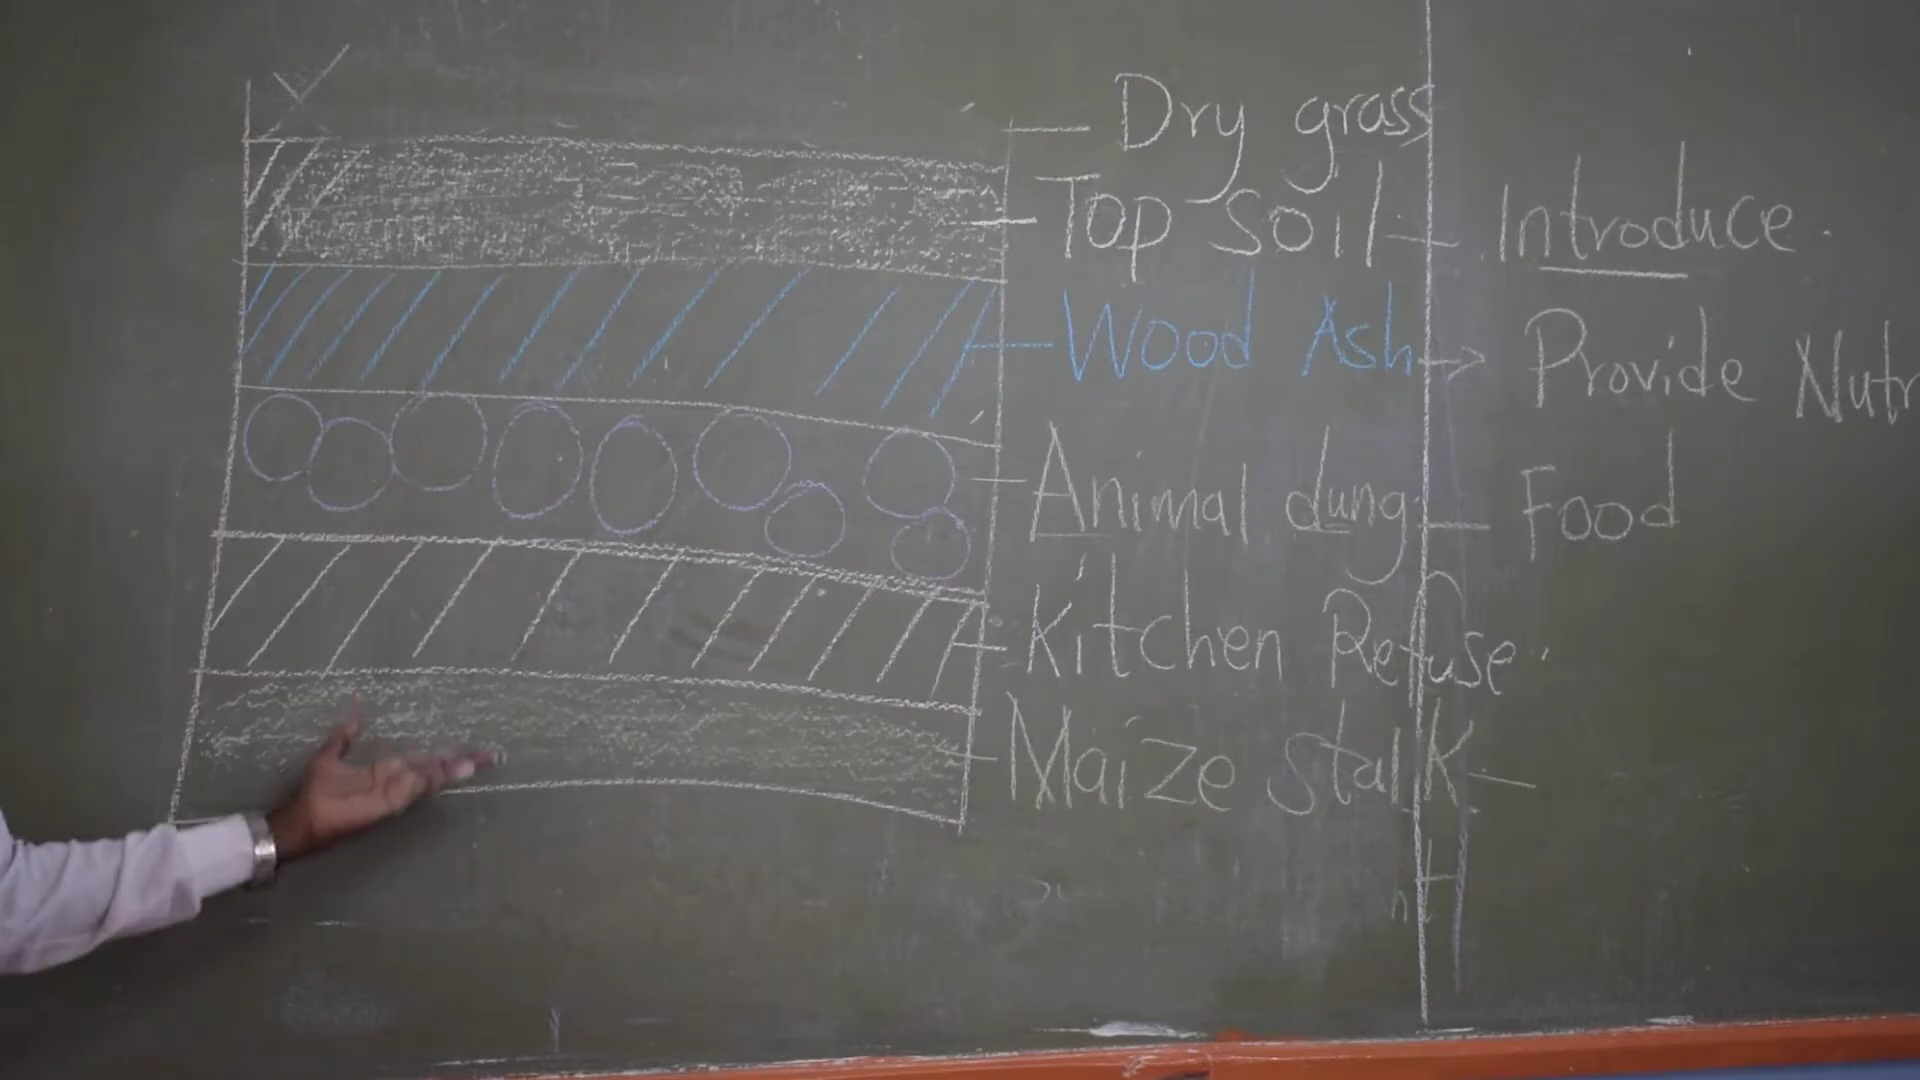 Dry grass
Top soil – Introduce.
Wood Ash → Provide Nutr
Animal dung – Food
Kitchen Refuse.
Maize stalk –